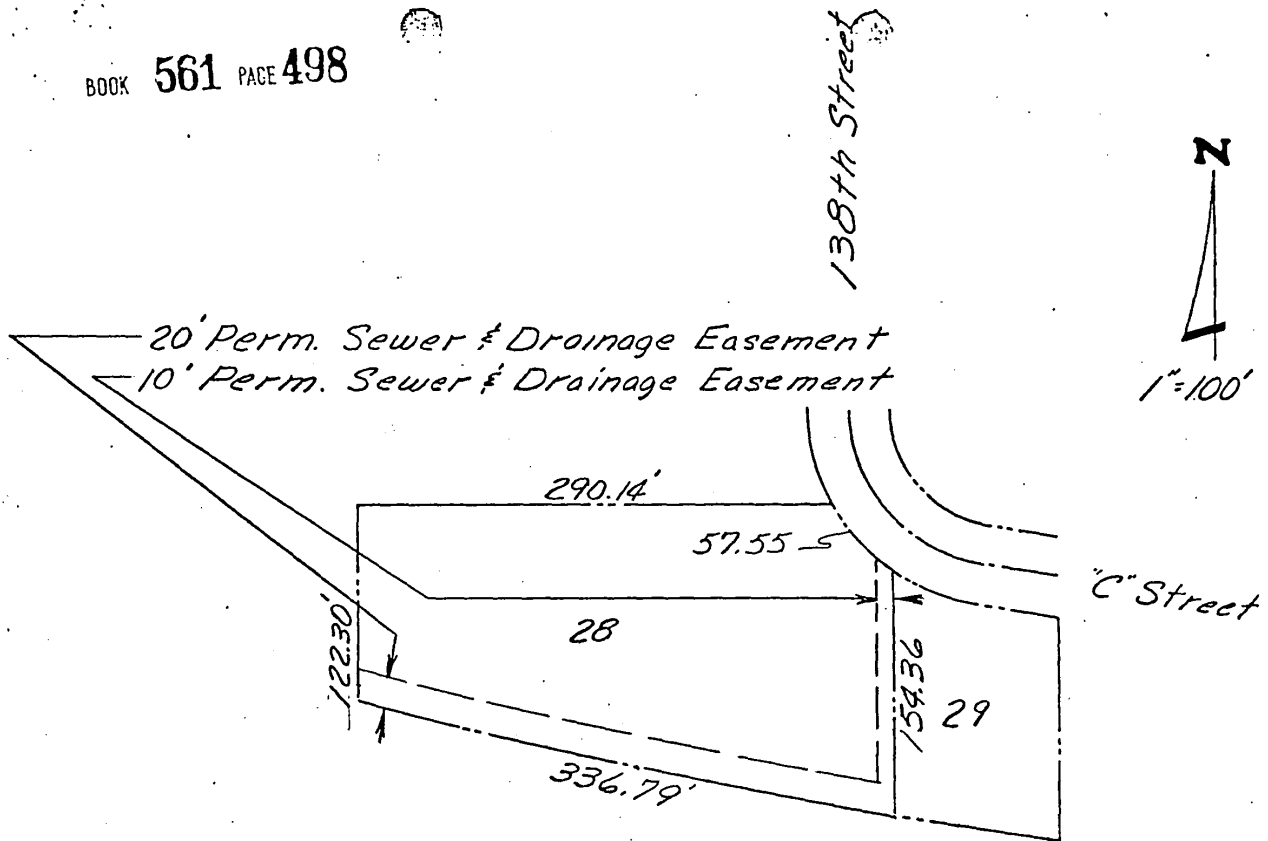 BOOK 561 PAGE 498
138th Street
N
1"=100'
20' Perm. Sewer & Drainage Easement
10' Perm. Sewer & Drainage Easement
290.14'
57.55
"C" Street
122.30'
28
154.36
29
336.79'